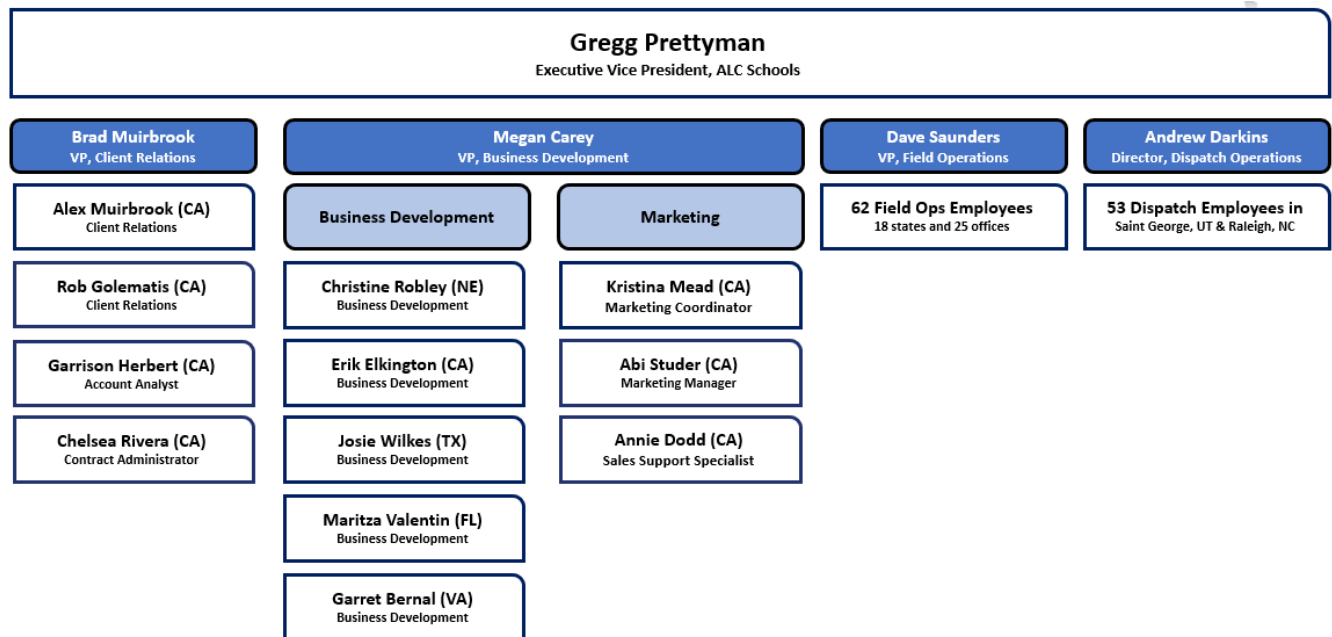 Gregg Prettyman
Executive Vice President, ALC Schools
Brad Muirbrook
VP, Client Relations
Alex Muirbrook (CA)
Client Relations
Rob Golematis (CA)
Client Relations
Garrison Herbert (CA)
Account Analyst
Chelsea Rivera (CA)
Contract Administrator
Megan Carey
VP, Business Development
Business Development
Christine Robley (NE)
Business Development
Erik Elkington (CA)
Business Development
Josie Wilkes (TX)
Business Development
Maritza Valentin (FL)
Business Development
Garret Bernal (VA)
Business Development
Marketing
Kristina Mead (CA)
Marketing Coordinator
Abi Studer (CA)
Marketing Manager
Annie Dodd (CA)
Sales Support Specialist
Dave Saunders
VP, Field Operations
62 Field Ops Employees
18 states and 25 offices
Andrew Darkins
Director, Dispatch Operations
53 Dispatch Employees in
Saint George, UT & Raleigh, NC